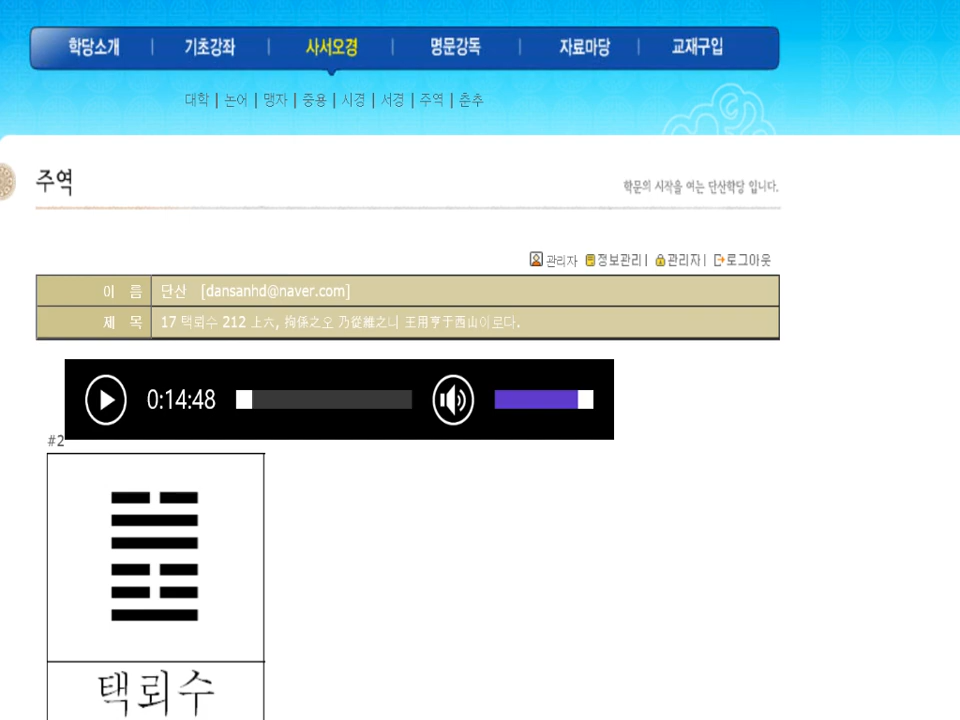 학당소개 | 기초강좌 | 사서오경 | 명문강독 | 자료마당 | 교재구입
대학 | 논어 | 맹자 | 중용 | 시경 | 서경 | 주역 | 춘추
주역
학문의 시작을 여는 단산학당 입니다.
관리자 정보관리 | 관리자 | 로그아웃
이 름 단산 [dansanhd@naver.com]
제 목 17 택뢰수 212 上六, 拘係之오 乃從維之니 王用亨于西山이로다.
0:14:48
#2
택뢰수